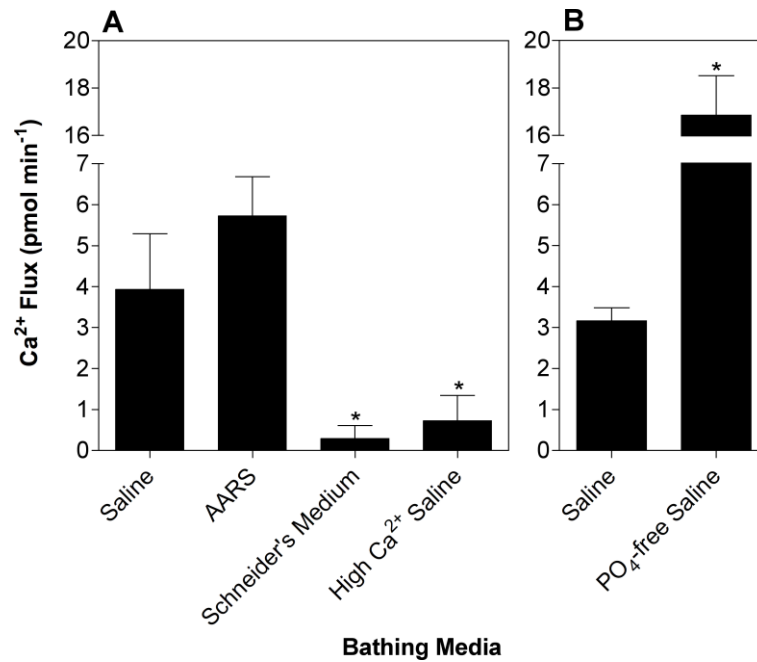 A
B
Ca²⁺ Flux (pmol min⁻¹)
20
18
16
7
6
5
4
3
2
1
0
*
*
Saline
AARS
Schneider's Medium
High Ca²⁺ Saline
20
18
16
7
6
5
4
3
2
1
0
*
Saline
PO₄-free Saline
Bathing Media